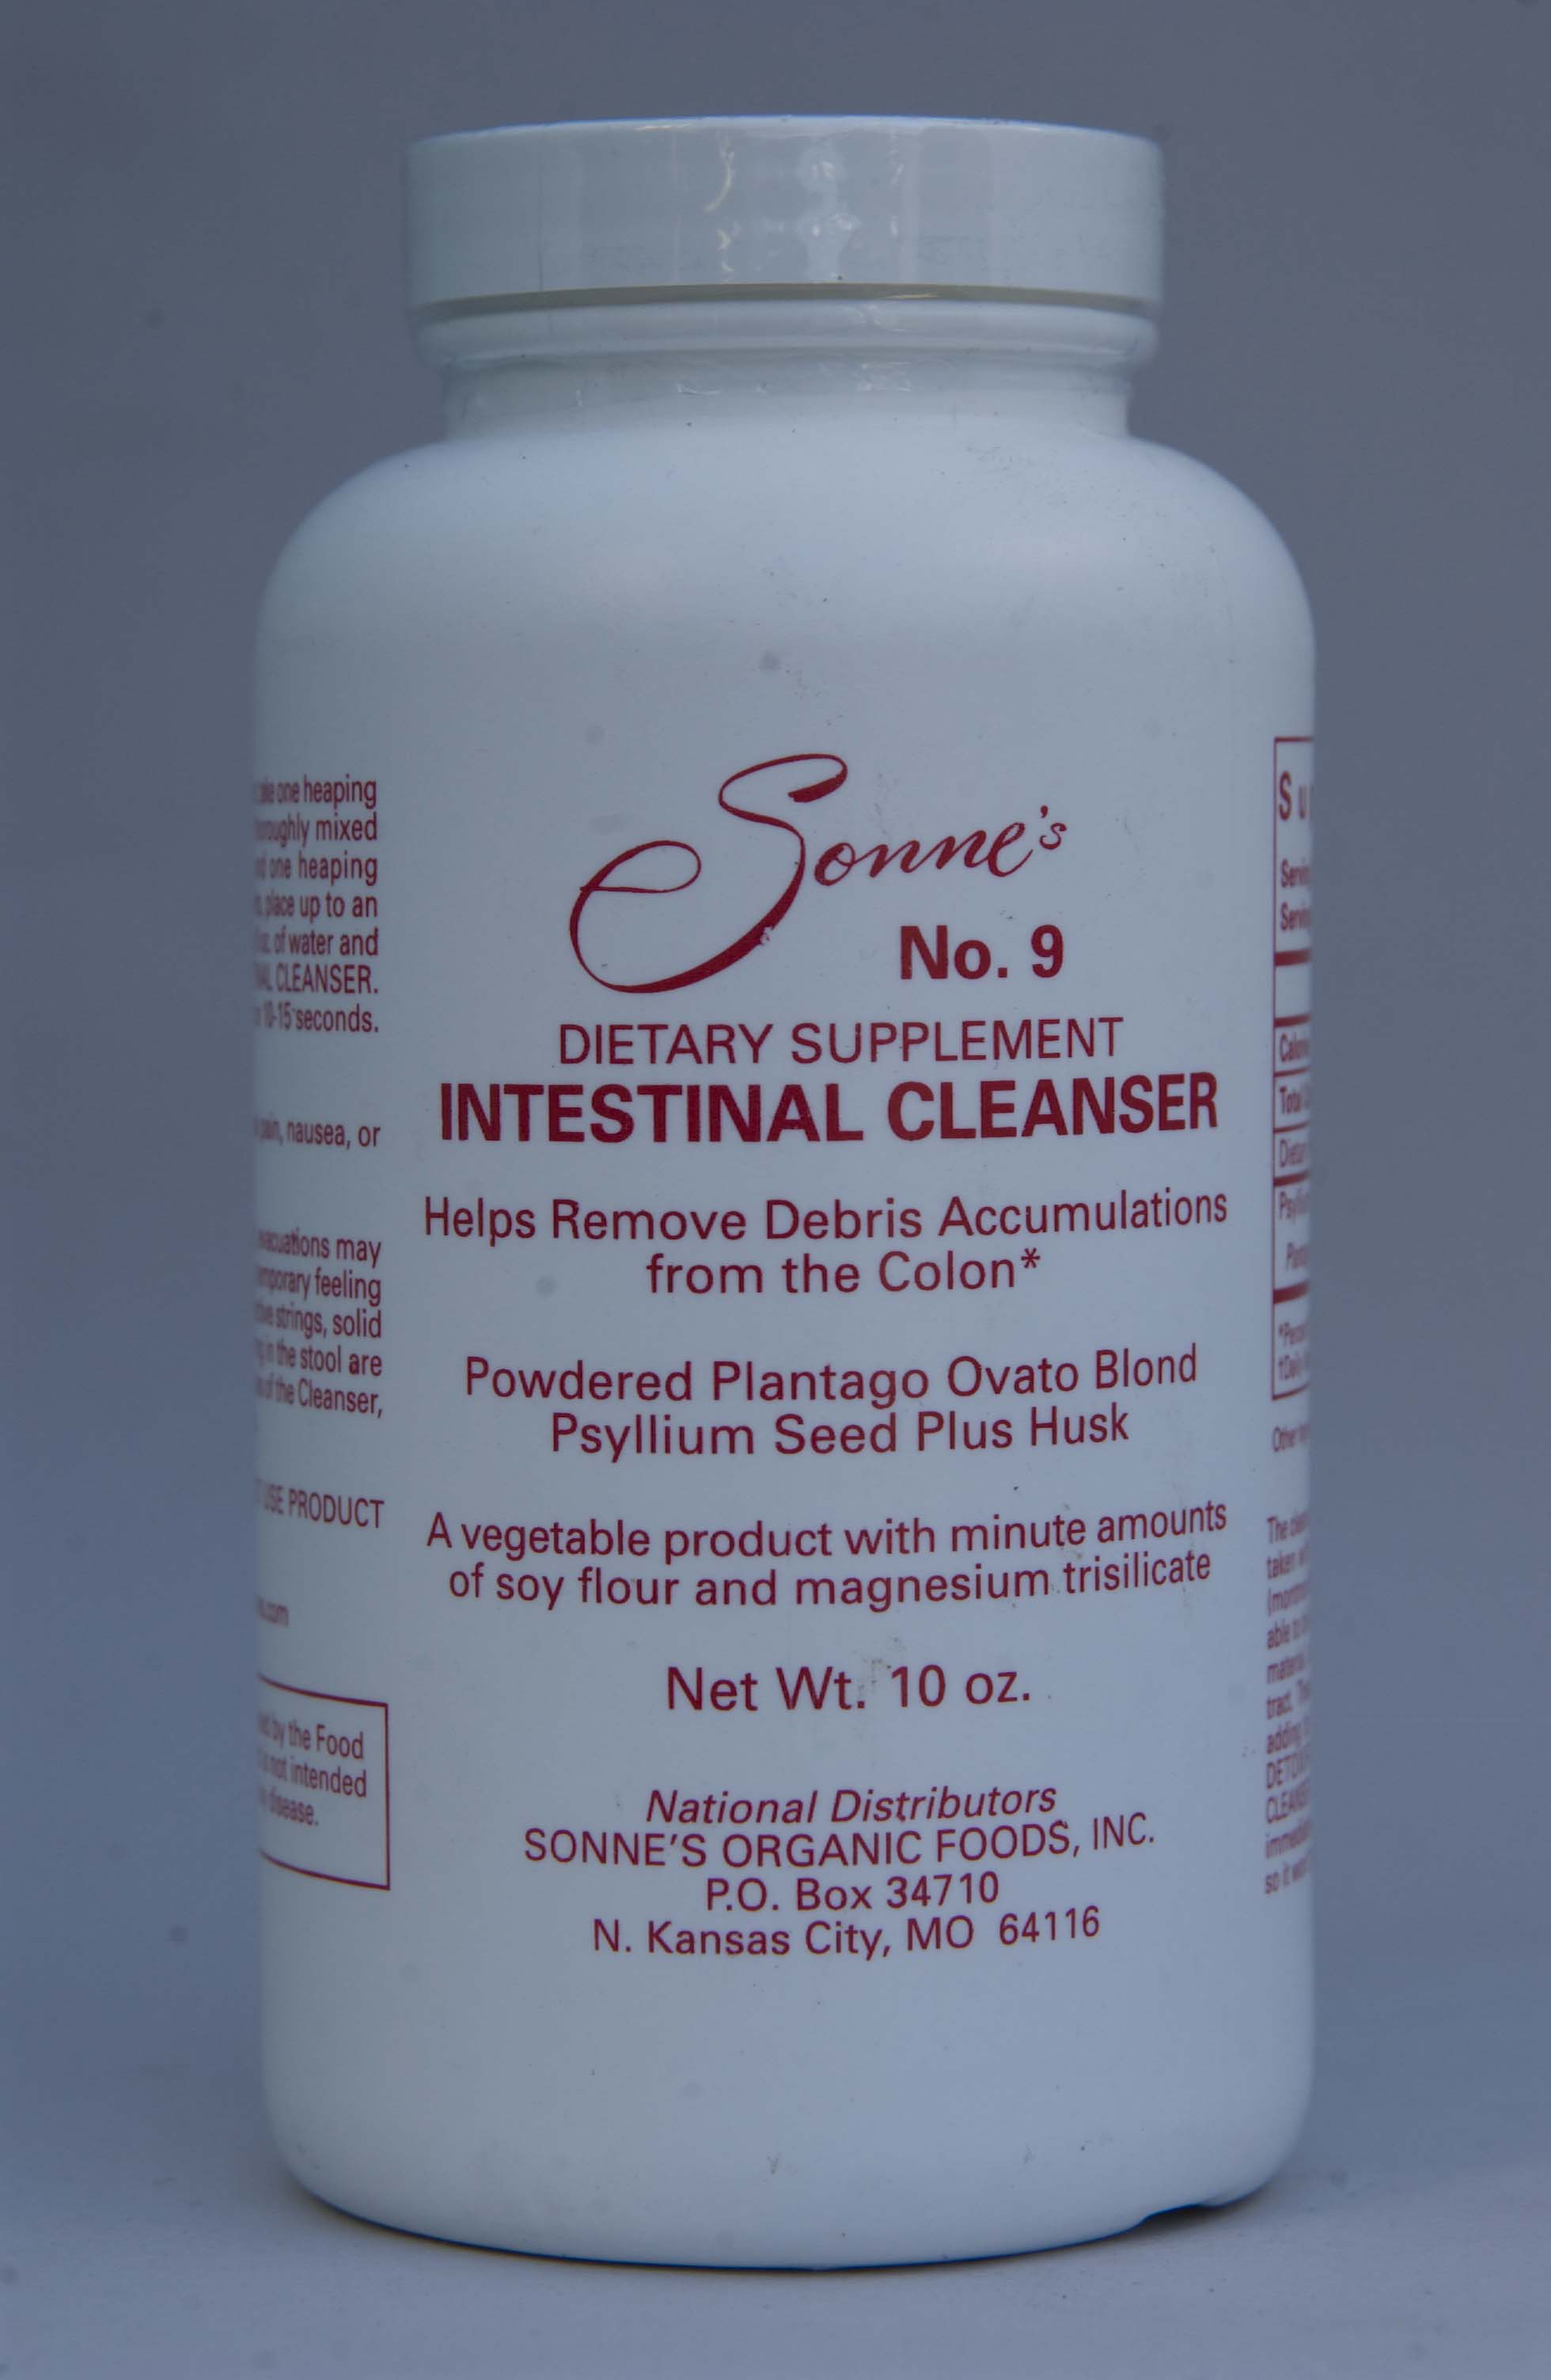 Sonne's
No. 9
DIETARY SUPPLEMENT
INTESTINAL CLEANSER
Helps Remove Debris Accumulations
from the Colon*
Powdered Plantago Ovato Blond
Psyllium Seed Plus Husk
A vegetable product with minute amounts
of soy flour and magnesium trisilicate
Net Wt. 10 oz.
National Distributors
SONNE'S ORGANIC FOODS, INC.
P.O. Box 34710
N. Kansas City, MO 64116
one heaping
mixed
one heaping
place up to an
of water and
CLEANSER.
10-15 seconds.
pain, nausea, or
may
feeling
strings, solid
in the stool are
of the Cleanser,
USE PRODUCT
by the Food
not intended
disease.